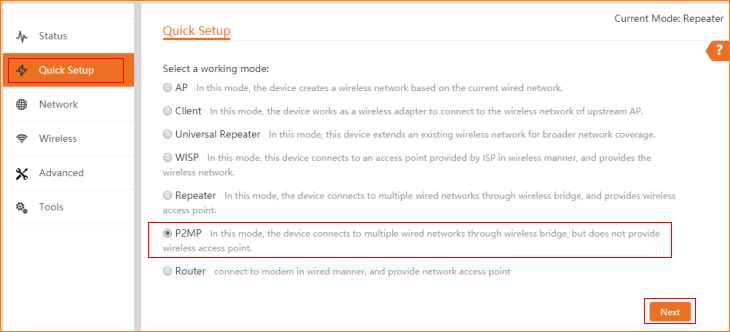 Current Mode: Repeater
Quick Setup
?
Status
Quick Setup
Network
Wireless
Advanced
Tools
Select a working mode:
AP In this mode, the device creates a wireless network based on the current wired network.
Client In this mode, the device works as a wireless adapter to connect to the wireless network of upstream AP.
Universal Repeater In this mode, this device extends an existing wireless network for broader network coverage.
WISP In this mode, this device connects to an access point provided by ISP in wireless manner, and provides the
wireless network.
Repeater In this mode, the device connects to multiple wired networks through wireless bridge, and provides wireless
access point.
P2MP In this mode, the device connects to multiple wired networks through wireless bridge, but does not provide
wireless access point.
Router connect to modem in wired manner, and provide network access point
Next